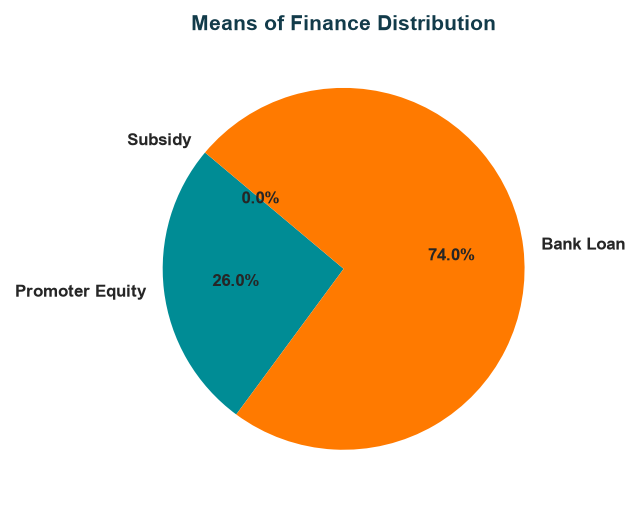 Means of Finance Distribution
Subsidy
0.0%
Bank Loan
74.0%
26.0%
Promoter Equity